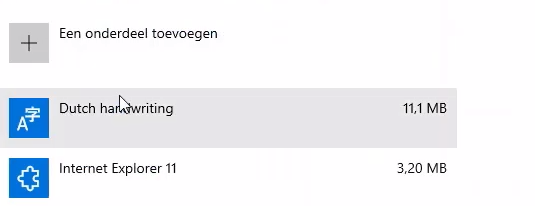 Een onderdeel toevoegen
Dutch handwriting 11,1 MB
Internet Explorer 11 3,20 MB